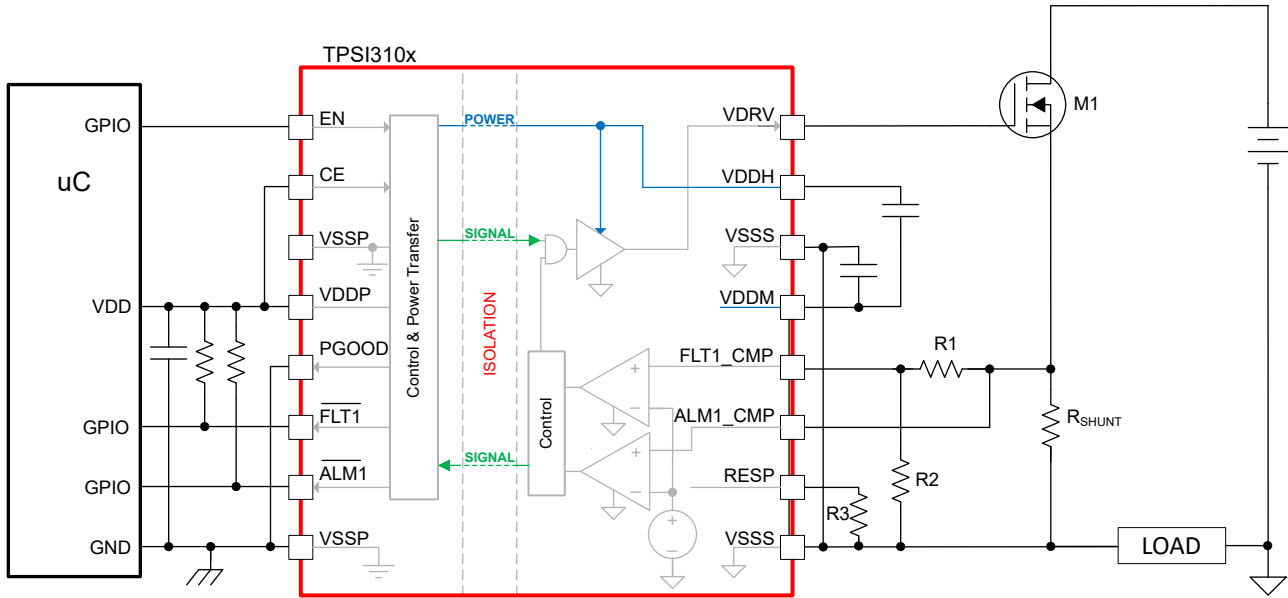 TPSI310x
uC
GPIO
VDD
GPIO
GPIO
GND
EN
CE
VSSP
VDDP
PGOOD
FLT1
ALM1
VSSP
Control & Power Transfer
POWER
SIGNAL
ISOLATION
SIGNAL
Control
VDRV
VDDH
VSSS
VDDM
FLT1_CMP
ALM1_CMP
RESP
VSSS
M1
R1
R2
R3
RSHUNT
LOAD